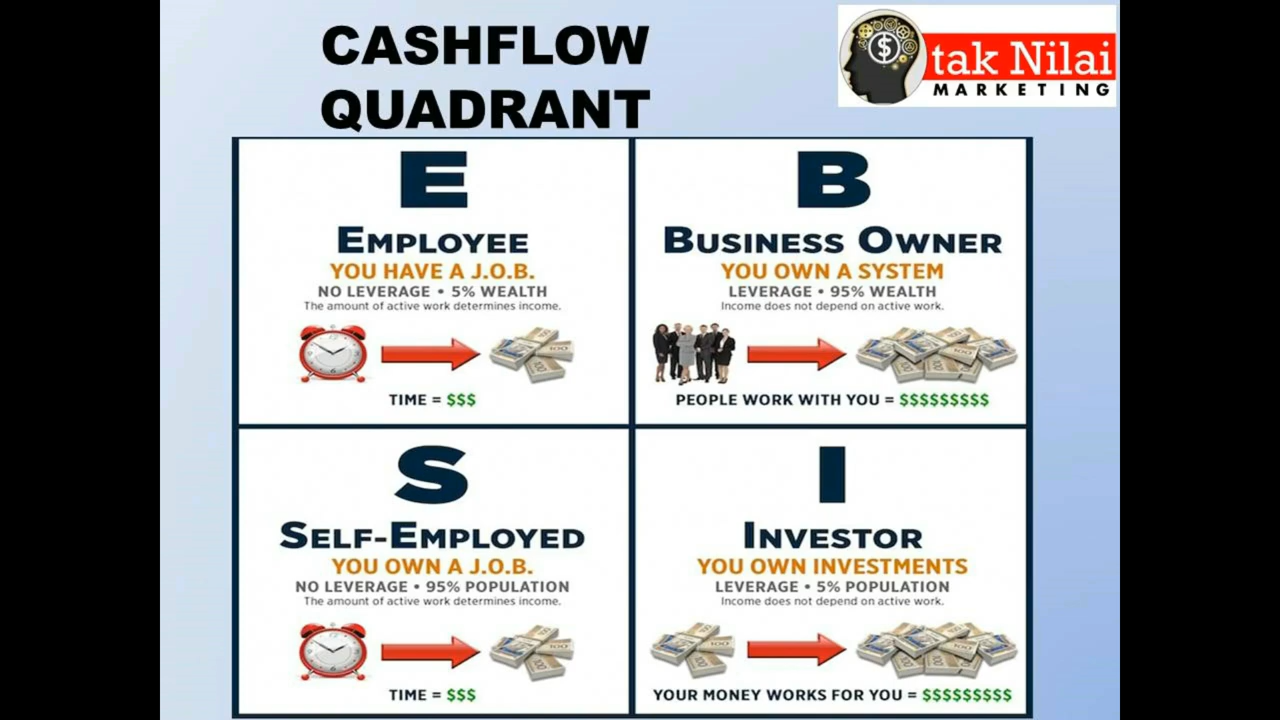 CASHFLOW
QUADRANT
tak Nilai
MARKETING
E
EMPLOYEE
YOU HAVE A J.O.B.
NO LEVERAGE • 5% WEALTH
The amount of active work determines income.
TIME = $$$
B
BUSINESS OWNER
YOU OWN A SYSTEM
LEVERAGE • 95% WEALTH
Income does not depend on active work.
PEOPLE WORK WITH YOU = $$$$$$$$$
S
SELF-EMPLOYED
YOU OWN A J.O.B.
NO LEVERAGE • 95% POPULATION
The amount of active work determines income.
TIME = $$$
I
INVESTOR
YOU OWN INVESTMENTS
LEVERAGE • 5% POPULATION
Income does not depend on active work.
YOUR MONEY WORKS FOR YOU = $$$$$$$$$